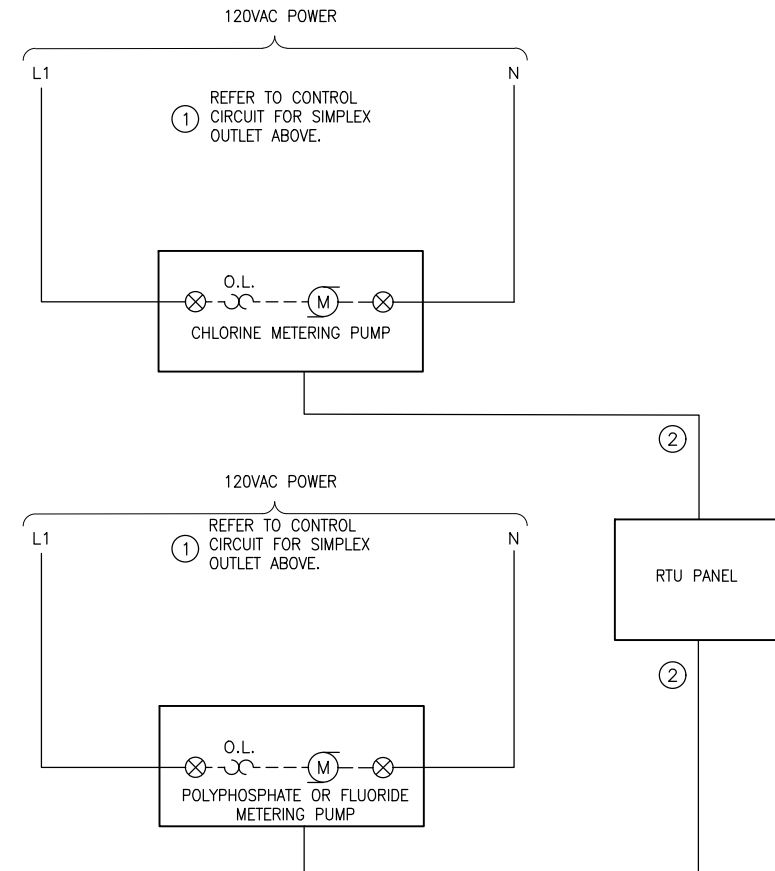 120VAC POWER
L1
N
1
REFER TO CONTROL
CIRCUIT FOR SIMPLEX
OUTLET ABOVE.
O.L.
M
CHLORINE METERING PUMP
2
120VAC POWER
L1
N
1
REFER TO CONTROL
CIRCUIT FOR SIMPLEX
OUTLET ABOVE.
RTU PANEL
2
O.L.
M
POLYPHOSPHATE OR FLUORIDE
METERING PUMP